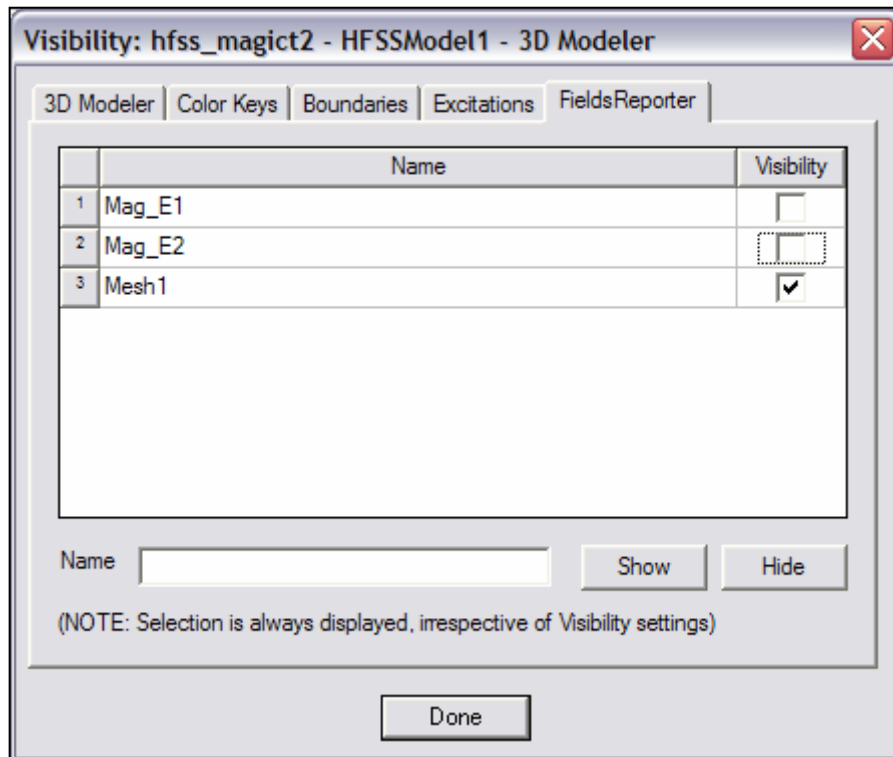 Visibility: hfss_magict2 - HFSSModel1 - 3D Modeler
3D Modeler Color Keys Boundaries Excitations FieldsReporter
Name Visibility
1 Mag_E1
2 Mag_E2
3 Mesh1
Name Show Hide
(NOTE: Selection is always displayed, irrespective of Visibility settings)
Done